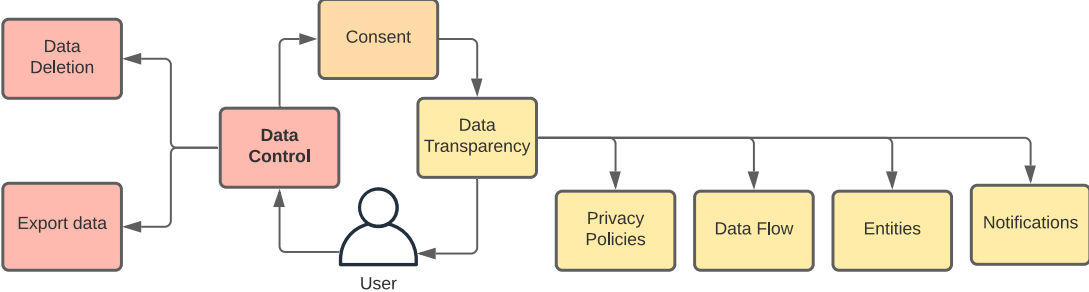 Data
Deletion
Export data
Data
Control
Consent
Data
Transparency
User
Privacy
Policies
Data Flow
Entities
Notifications